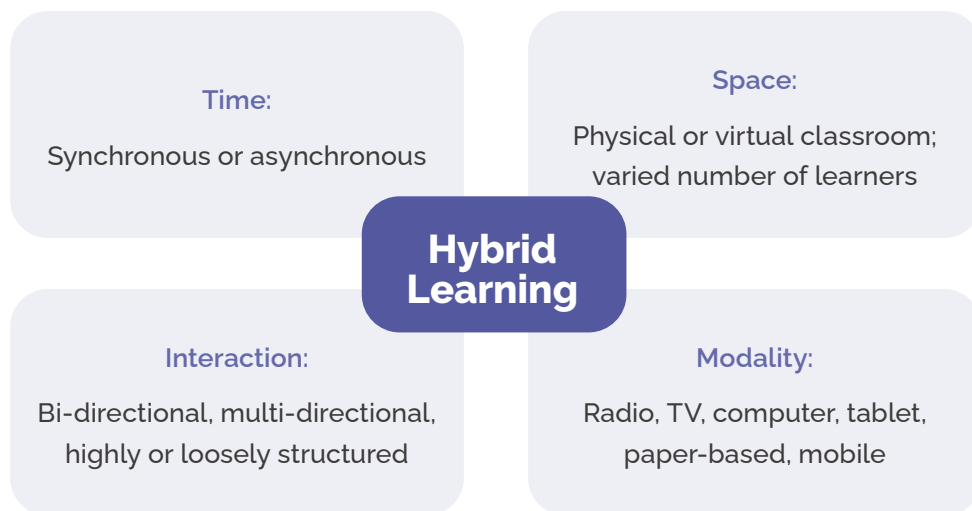 Time:
Synchronous or asynchronous
Space:
Physical or virtual classroom;
varied number of learners
Hybrid
Learning
Interaction:
Bi-directional, multi-directional,
highly or loosely structured
Modality:
Radio, TV, computer, tablet,
paper-based, mobile